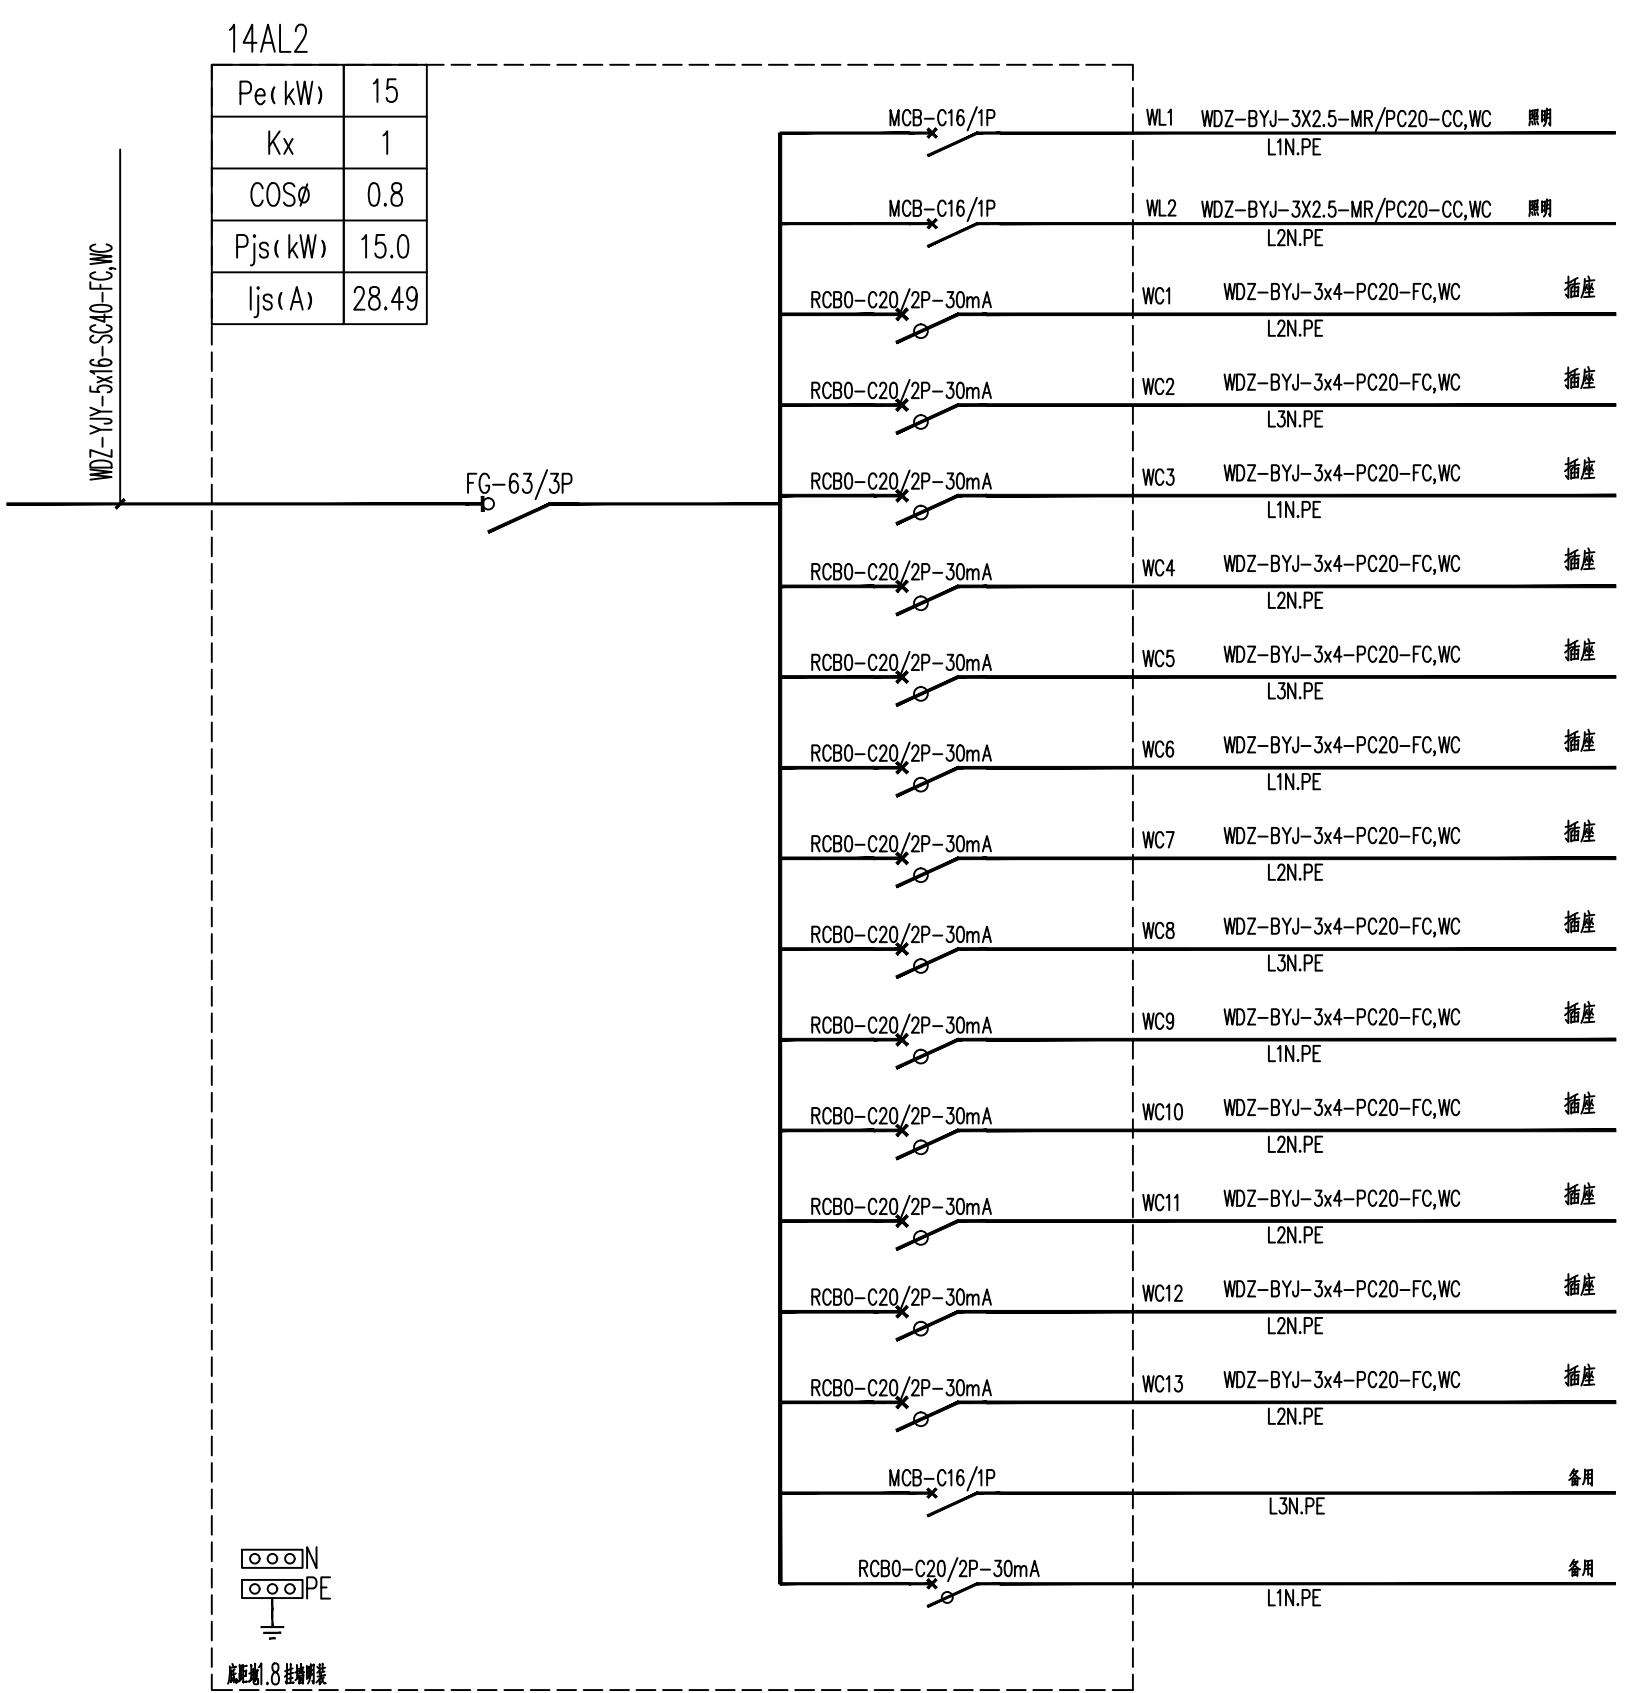 14AL2
Pe(kW) 15
Kx 1
COSø 0.8
Pjs(kW) 15.0
Ijs(A) 28.49
WDZ-YJY-5x16-SC40-FC,WC
FG-63/3P
MCB-C16/1P WL1 WDZ-BYJ-3X2.5-MR/PC20-CC,WC 照明
L1N.PE
MCB-C16/1P WL2 WDZ-BYJ-3X2.5-MR/PC20-CC,WC 照明
L2N.PE
RCBO-C20/2P-30mA WC1 WDZ-BYJ-3x4-PC20-FC,WC 插座
L2N.PE
RCBO-C20/2P-30mA WC2 WDZ-BYJ-3x4-PC20-FC,WC 插座
L3N.PE
RCBO-C20/2P-30mA WC3 WDZ-BYJ-3x4-PC20-FC,WC 插座
L1N.PE
RCBO-C20/2P-30mA WC4 WDZ-BYJ-3x4-PC20-FC,WC 插座
L2N.PE
RCBO-C20/2P-30mA WC5 WDZ-BYJ-3x4-PC20-FC,WC 插座
L3N.PE
RCBO-C20/2P-30mA WC6 WDZ-BYJ-3x4-PC20-FC,WC 插座
L1N.PE
RCBO-C20/2P-30mA WC7 WDZ-BYJ-3x4-PC20-FC,WC 插座
L2N.PE
RCBO-C20/2P-30mA WC8 WDZ-BYJ-3x4-PC20-FC,WC 插座
L3N.PE
RCBO-C20/2P-30mA WC9 WDZ-BYJ-3x4-PC20-FC,WC 插座
L1N.PE
RCBO-C20/2P-30mA WC10 WDZ-BYJ-3x4-PC20-FC,WC 插座
L2N.PE
RCBO-C20/2P-30mA WC11 WDZ-BYJ-3x4-PC20-FC,WC 插座
L2N.PE
RCBO-C20/2P-30mA WC12 WDZ-BYJ-3x4-PC20-FC,WC 插座
L2N.PE
RCBO-C20/2P-30mA WC13 WDZ-BYJ-3x4-PC20-FC,WC 插座
L2N.PE
MCB-C16/1P 备用
L3N.PE
RCBO-C20/2P-30mA 备用
L1N.PE
N
PE
底距地1.8挂墙明装